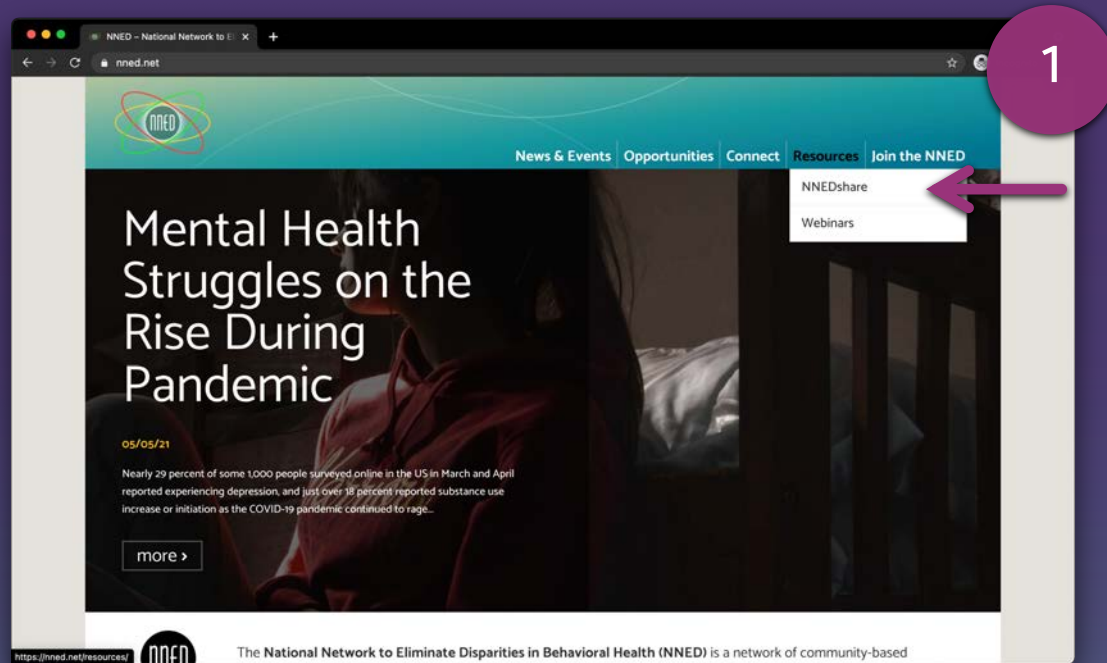 1
NNED – National Network to El
nned.net
nned
News & Events Opportunities Connect Resources Join the NNED
NNEDshare
Webinars
Mental Health
Struggles on the
Rise During
Pandemic
05/05/21
Nearly 29 percent of some 1,000 people surveyed online in the US in March and April
reported experiencing depression, and just over 18 percent reported substance use
increase or initiation as the COVID-19 pandemic continued to rage...
more ›
nned
The National Network to Eliminate Disparities in Behavioral Health (NNED) is a network of community-based
https://nned.net/resources/